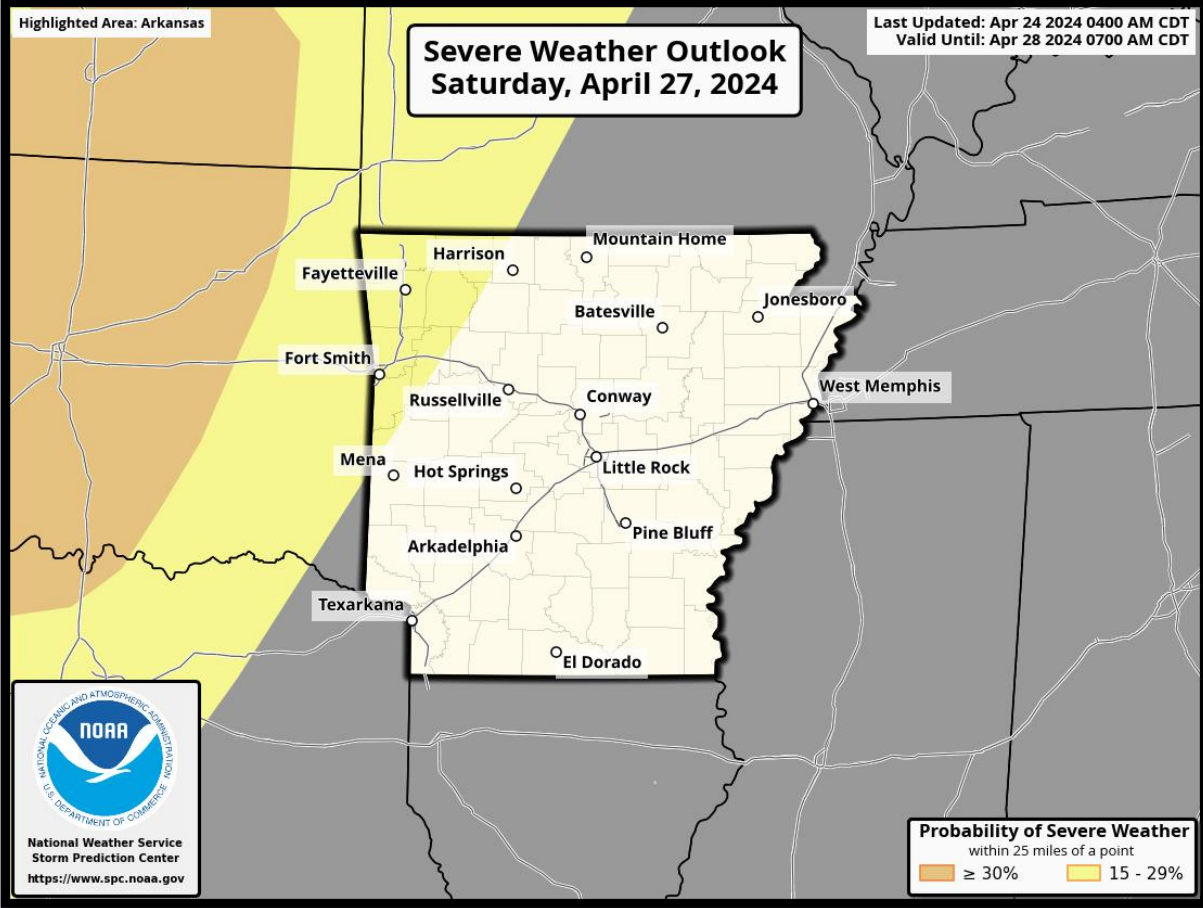 Highlighted Area: Arkansas
Severe Weather Outlook
Saturday, April 27, 2024
Last Updated: Apr 24 2024 0400 AM CDT
Valid Until: Apr 28 2024 0700 AM CDT
Mountain Home
Harrison
Fayetteville
Jonesboro
Batesville
Fort Smith
West Memphis
Russellville
Conway
Mena
Hot Springs
Little Rock
Pine Bluff
Arkadelphia
Texarkana
El Dorado
NATIONAL OCEANIC AND ATMOSPHERIC ADMINISTRATION
NOAA
U.S. DEPARTMENT OF COMMERCE
National Weather Service
Storm Prediction Center
https://www.spc.noaa.gov
Probability of Severe Weather
within 25 miles of a point
≥ 30%
15 - 29%